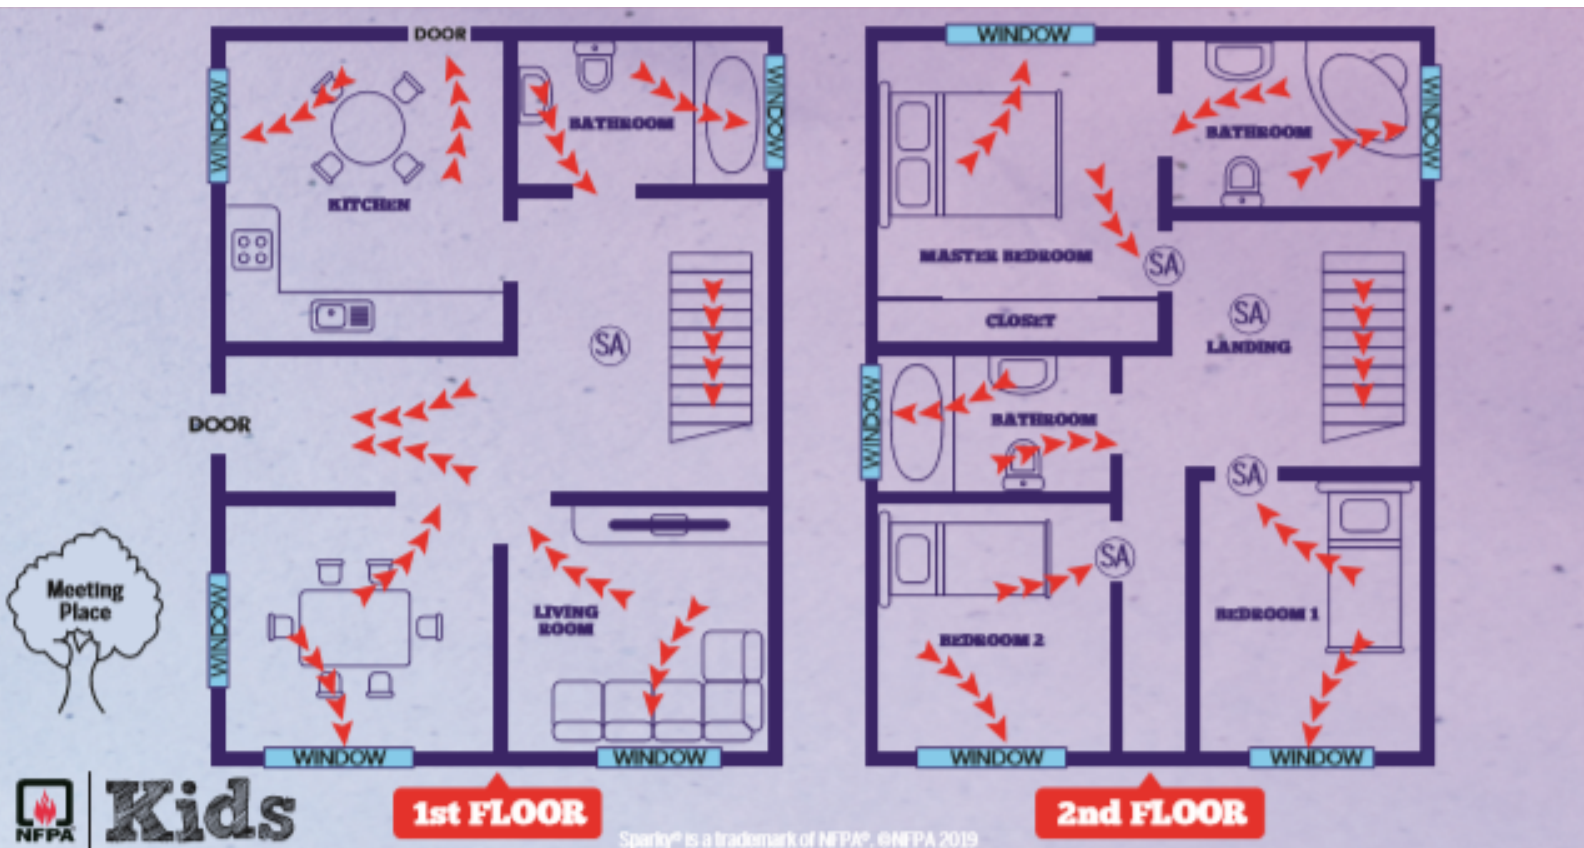 DOOR
WINDOW
WINDOW
BATHROOM
KITCHEN
SA
DOOR
Meeting
Place
WINDOW
LIVING
ROOM
WINDOW
WINDOW
1st FLOOR
WINDOW
WINDOW
BATHROOM
MASTER BEDROOM
SA
SA
CLOSET
LANDING
WINDOW
BATHROOM
SA
SA
BEDROOM 1
BEDROOM 2
WINDOW
WINDOW
2nd FLOOR
NFPA
Kids
Sparky® is a trademark of NFPA®. ©NFPA 2019